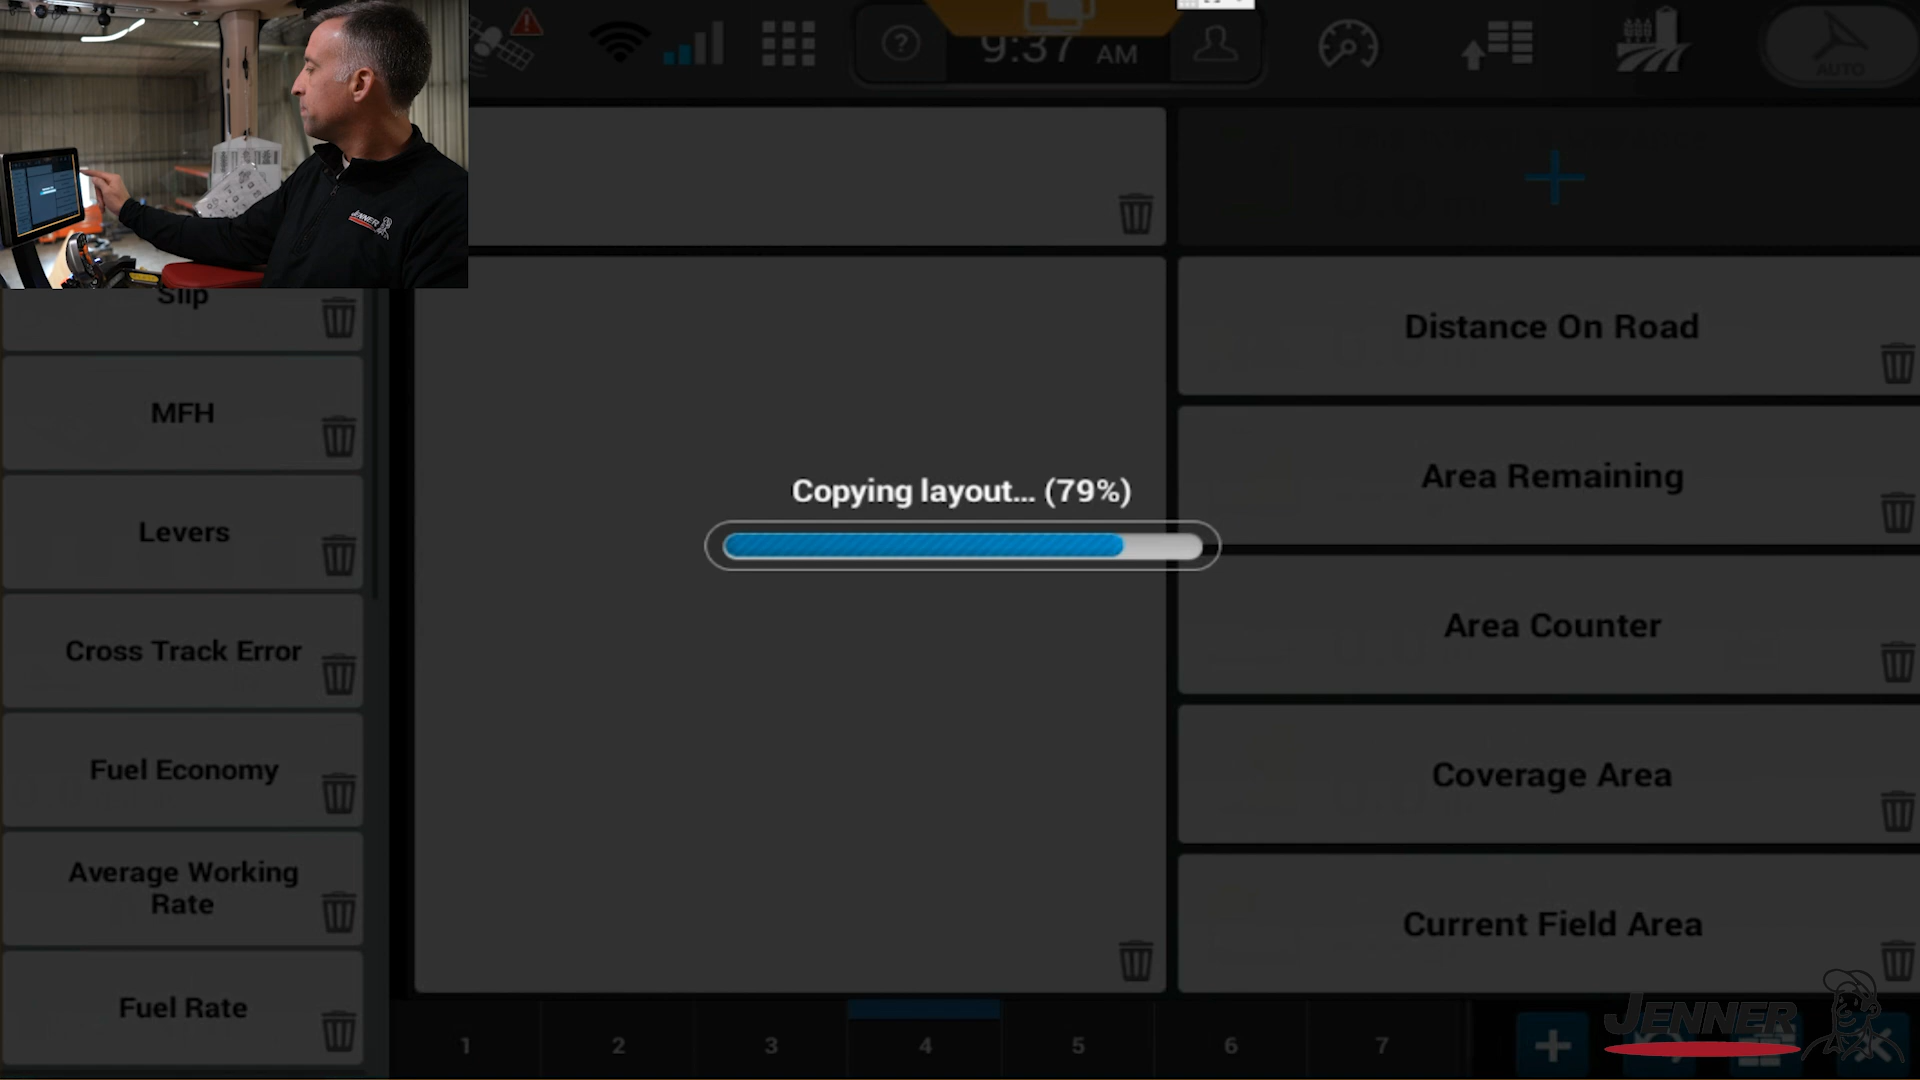 ?
9:37 AM
AUTO
JENNER
Slip
MFH
Levers
Cross Track Error
Fuel Economy
Average Working
Rate
Fuel Rate
Copying layout... (79%)
Distance On Road
Area Remaining
Area Counter
Coverage Area
Current Field Area
1
2
3
4
5
6
7
JENNER